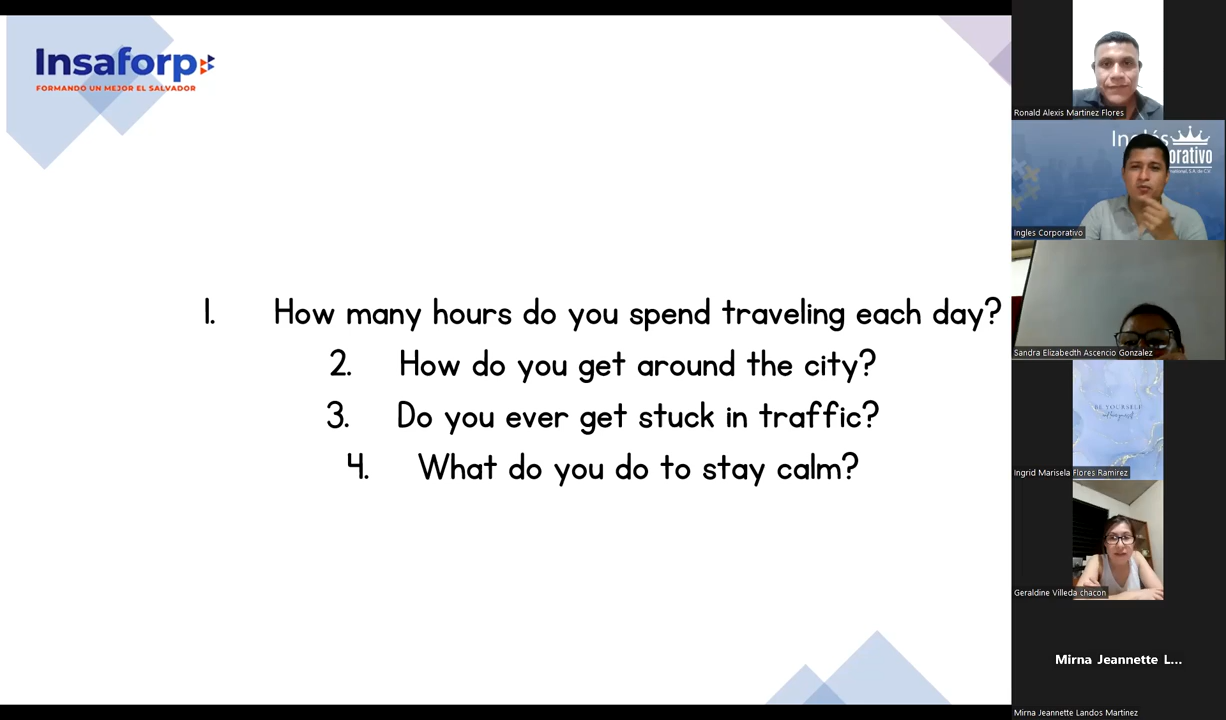 Insaforp
FORMANDO UN MEJOR EL SALVADOR
1. How many hours do you spend traveling each day?
2. How do you get around the city?
3. Do you ever get stuck in traffic?
4. What do you do to stay calm?
Ronald Alexis Martinez Flores
Ingles Corporativo
Sandra Elizabedth Ascencio Gonzalez
BE YOURSELF
Ingrid Marisela Flores Ramirez
Geraldine Villeda chacon
Mirna Jeannette L...
Mirna Jeannette Landos Martinez